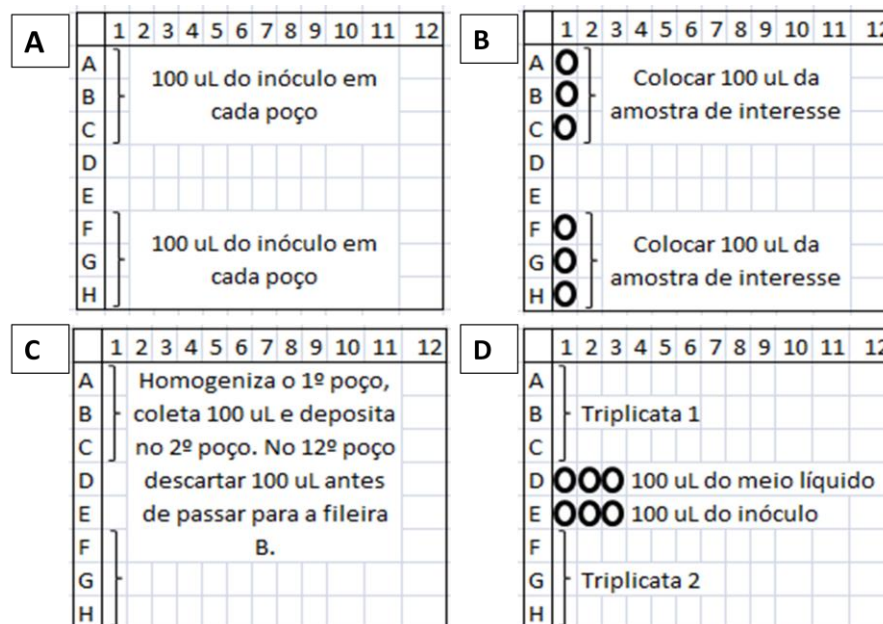 A
1 2 3 4 5 6 7 8 9 10 11 12
A
B
C
D
E
F
G
H
100 uL do inóculo em
cada poço
100 uL do inóculo em
cada poço
B
1 2 3 4 5 6 7 8 9 10 11 12
A
B
C
D
E
F
G
H
Colocar 100 uL da
amostra de interesse
Colocar 100 uL da
amostra de interesse
C
1 2 3 4 5 6 7 8 9 10 11 12
A
B
C
D
E
F
G
H
Homogeniza o 1º poço,
coleta 100 uL e deposita
no 2º poço. No 12º poço
descartar 100 uL antes
de passar para a fileira
B.
D
1 2 3 4 5 6 7 8 9 10 11 12
A
B Triplicata 1
C
D 100 uL do meio líquido
E 100 uL do inóculo
F
G Triplicata 2
H